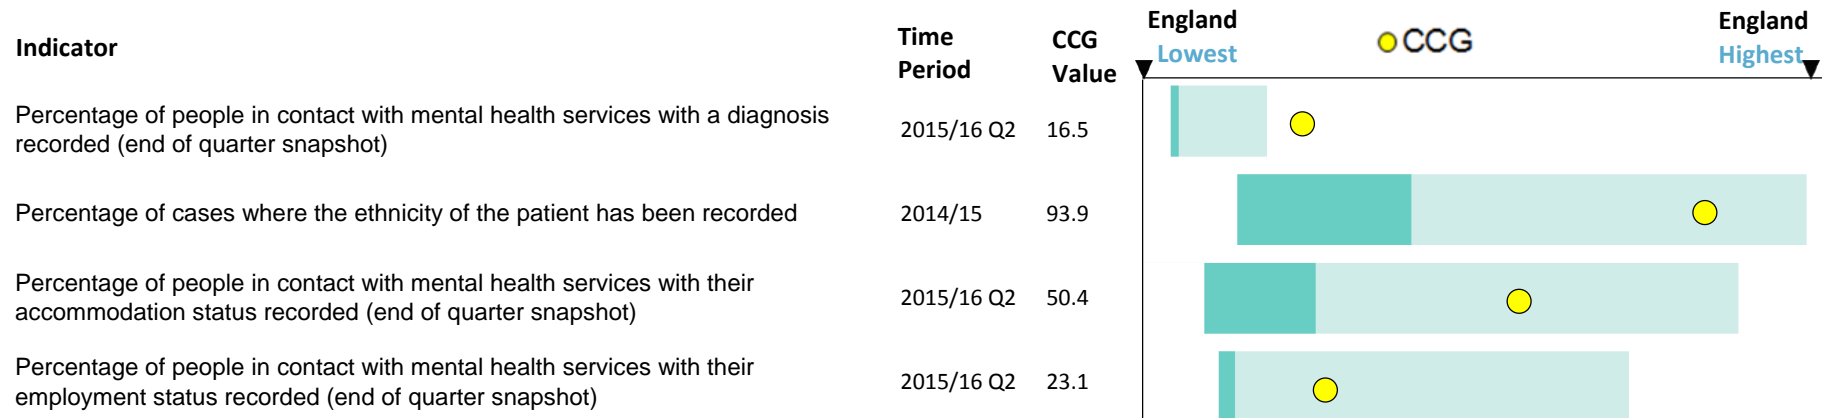 Indicator
Time Period
CCG Value
England Lowest
CCG
England Highest
Percentage of people in contact with mental health services with a diagnosis
recorded (end of quarter snapshot)
2015/16 Q2
16.5
Percentage of cases where the ethnicity of the patient has been recorded
2014/15
93.9
Percentage of people in contact with mental health services with their
accommodation status recorded (end of quarter snapshot)
2015/16 Q2
50.4
Percentage of people in contact with mental health services with their
employment status recorded (end of quarter snapshot)
2015/16 Q2
23.1